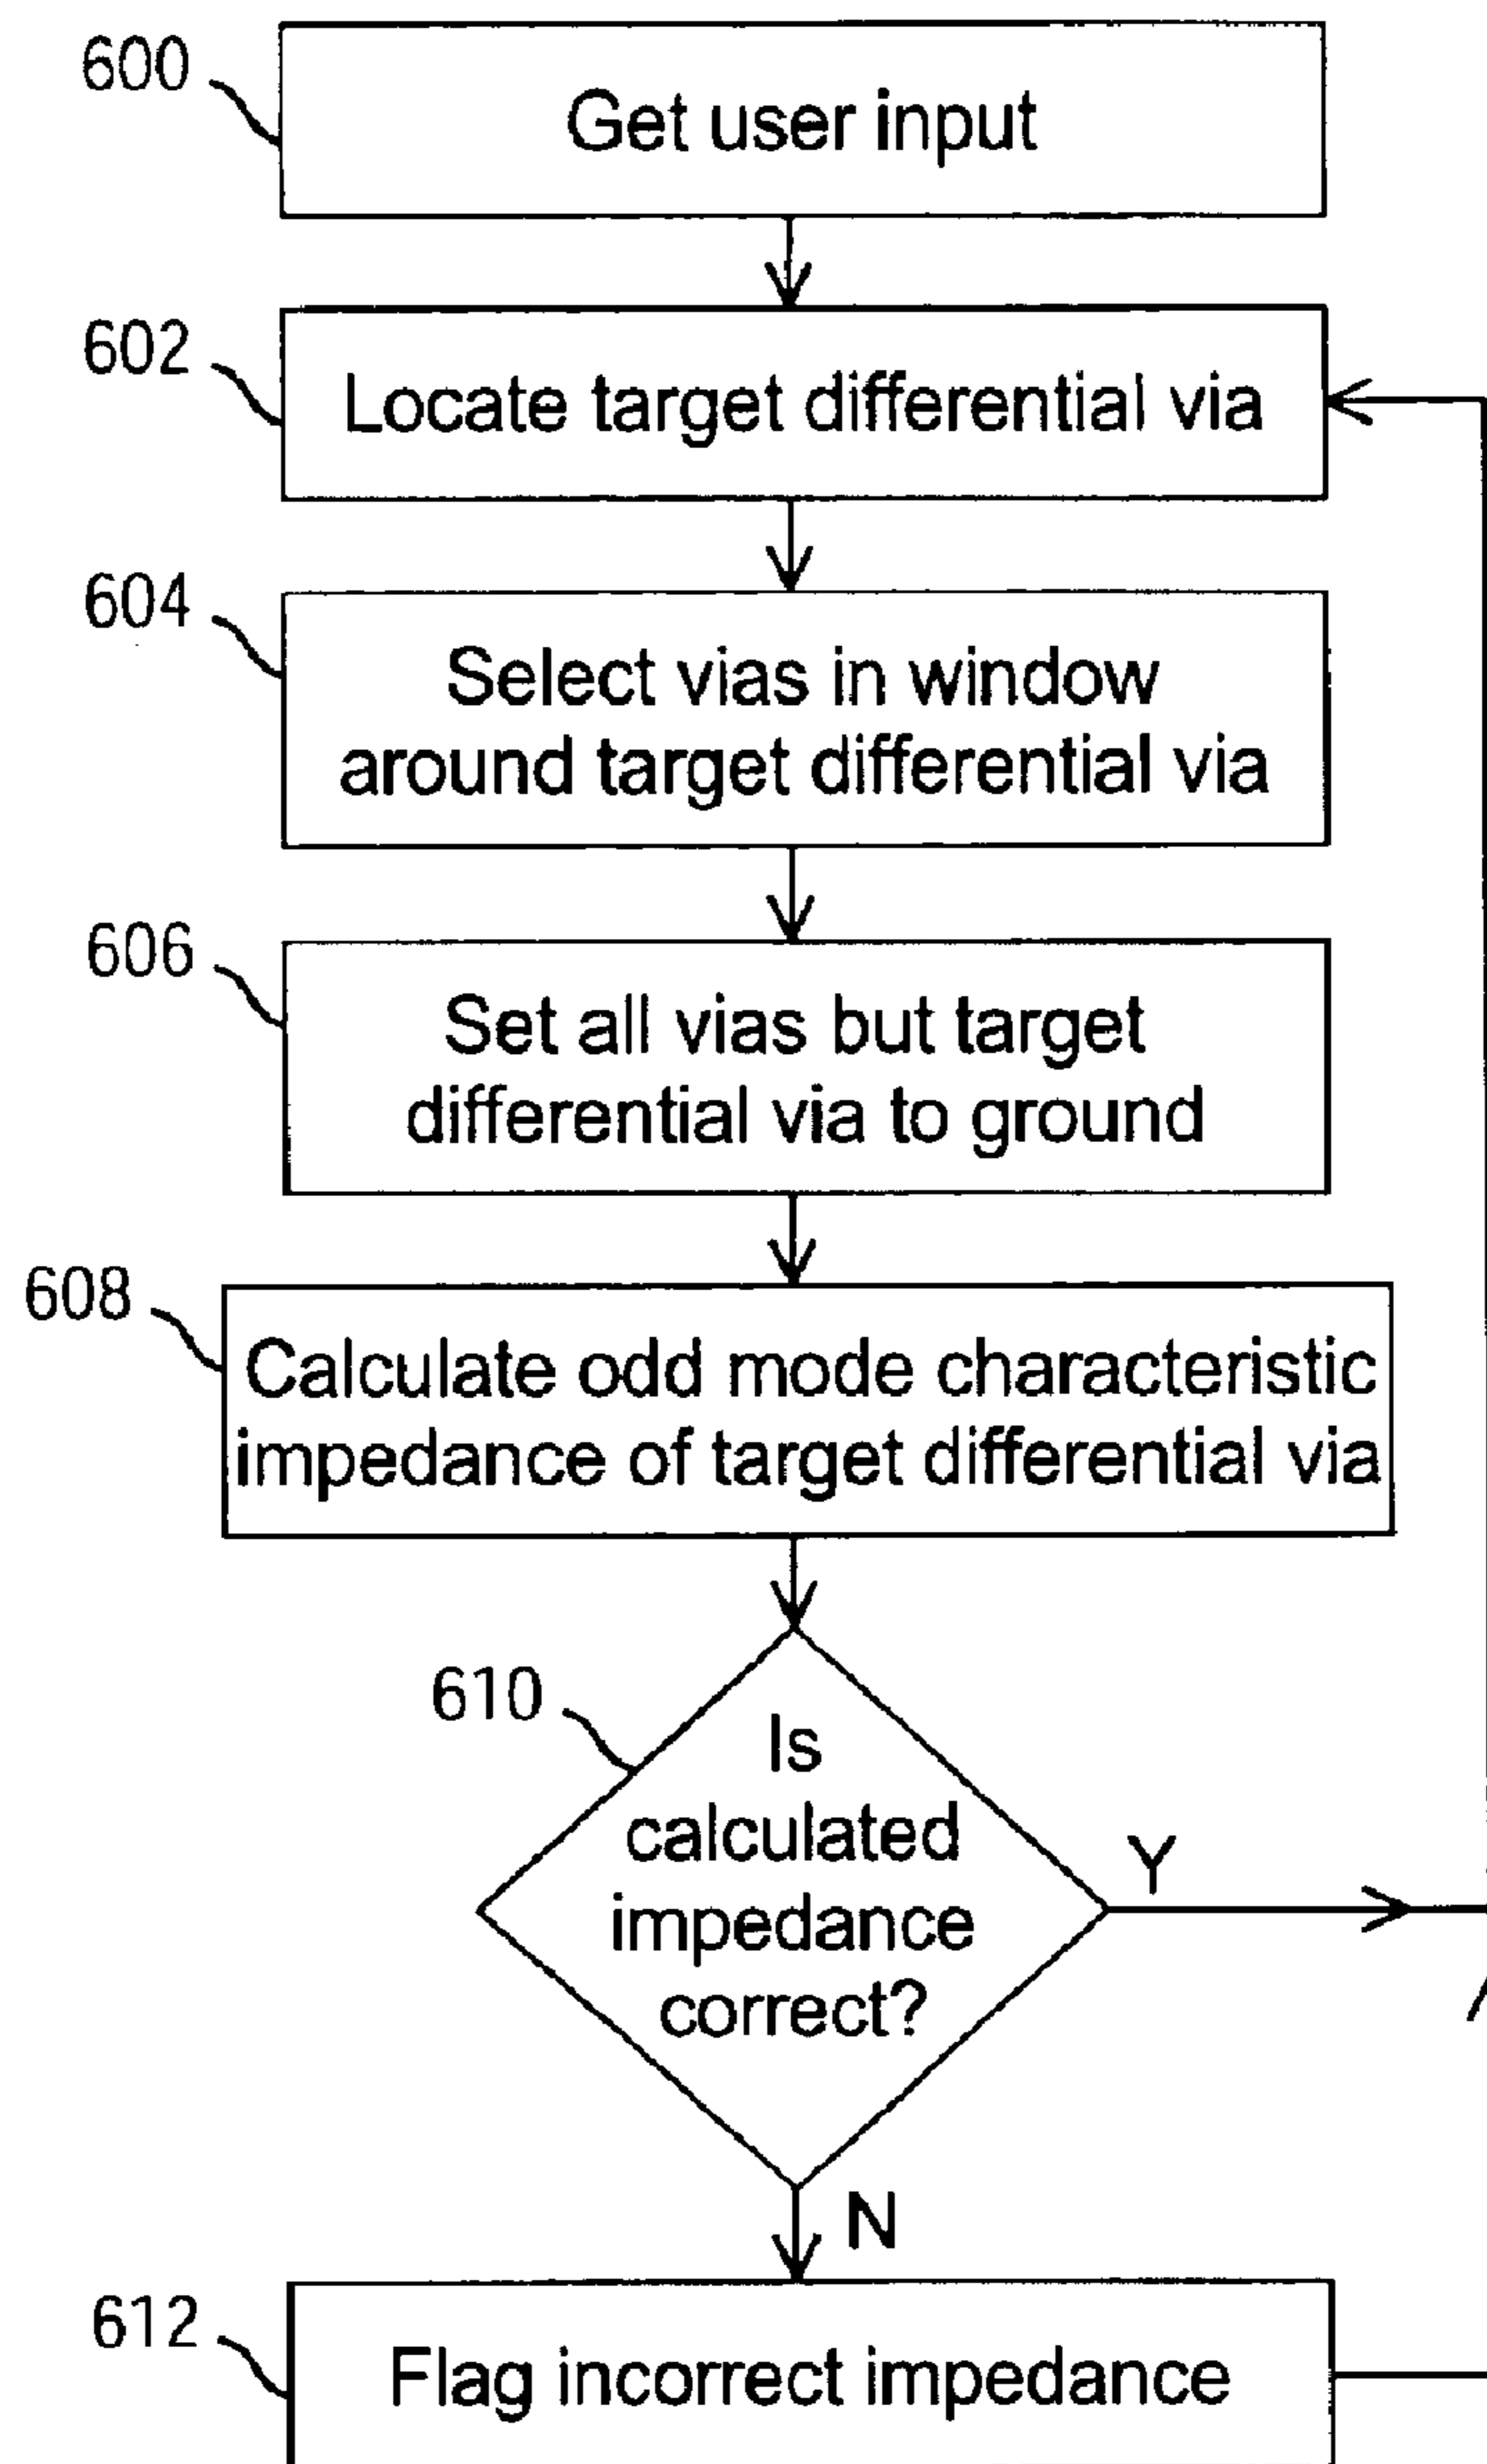 600
Get user input
602
Locate target differential via
604
Select vias in window
around target differential via
606
Set all vias but target
differential via to ground
608
Calculate odd mode characteristic
impedance of target differential via
610
Is
calculated
impedance
correct?
Y
N
612
Flag incorrect impedance